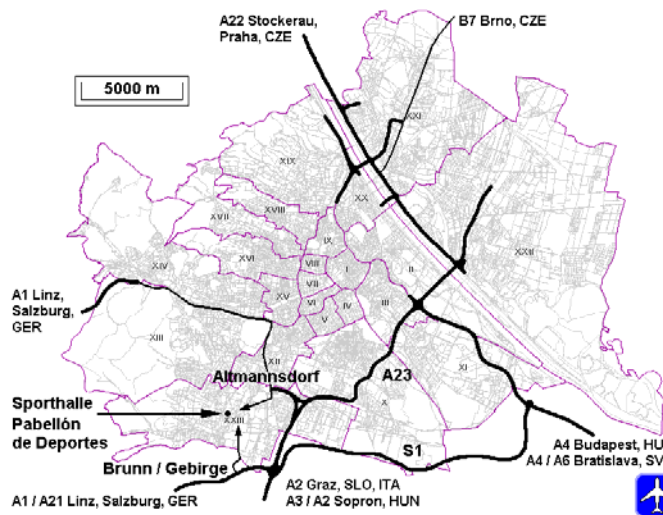 A22 Stockerau,
Praha, CZE
B7 Brno, CZE
5000 m
XXI
XIX
XX
XVIII
XVII
IX
XXII
XVI
XIV
VIII
I
II
VII
XV
VI
IV
III
V
A1 Linz,
Salzburg,
GER
XIII
XII
XI
Altmannsdorf
A23
X
Sporthalle
Pabellón
de Deportes
XXIII
S1
Brunn / Gebirge
A4 Budapest, HU
A4 / A6 Bratislava, SV
A1 / A21 Linz, Salzburg, GER
A2 Graz, SLO, ITA
A3 / A2 Sopron, HUN